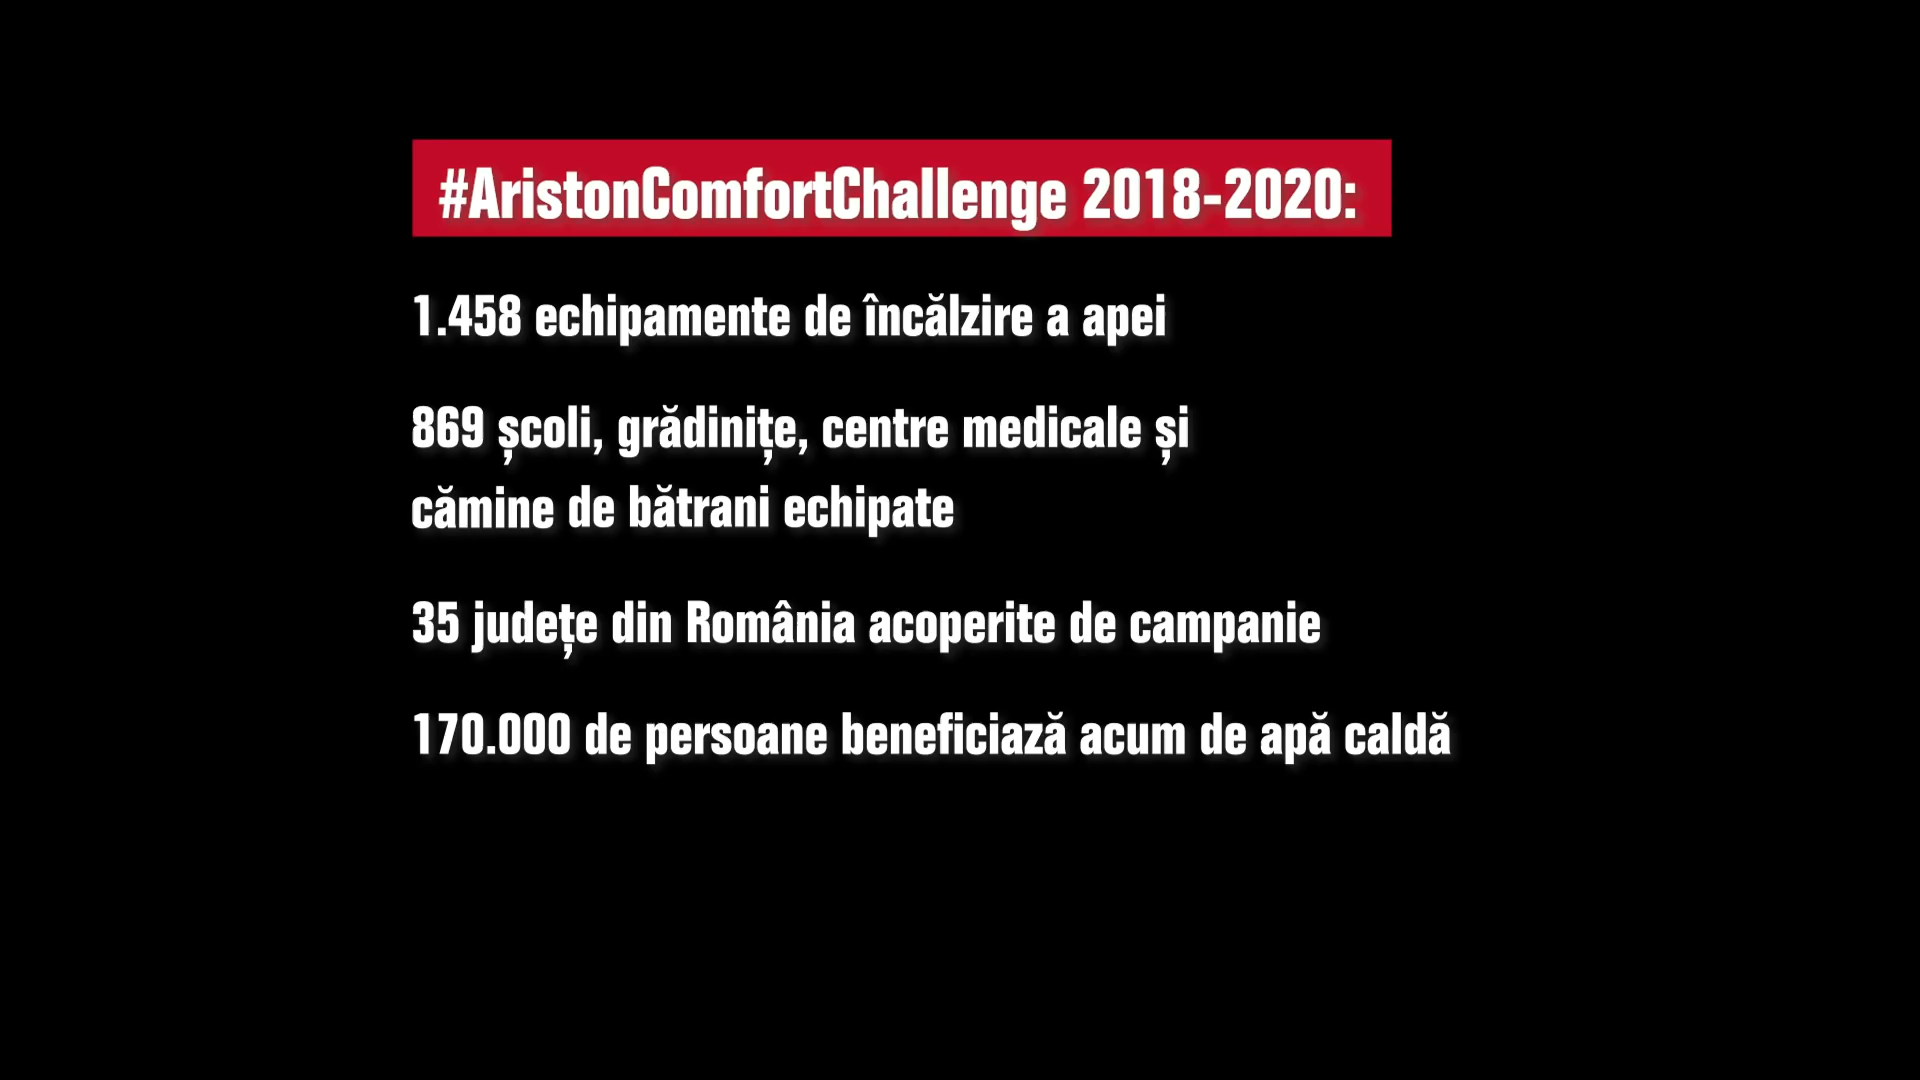 #AristonComfortChallenge 2018-2020:
1.458 echipamente de încălzire a apei
869 școli, grădinițe, centre medicale și
cămine de bătrani echipate
35 județe din România acoperite de campanie
170.000 de persoane beneficiază acum de apă caldă